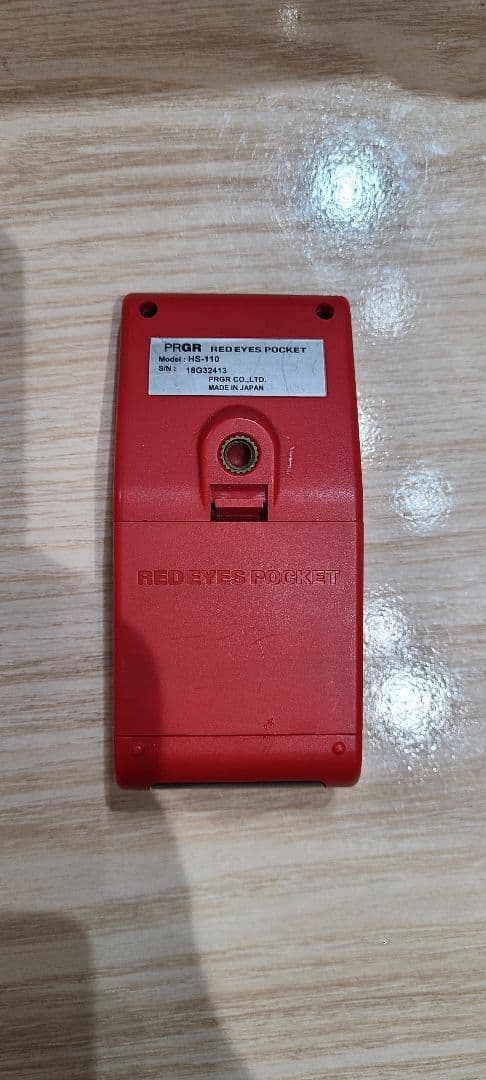 PRGR RED EYES POCKET
Model : HS-110
S/N : 18G32413
PRGR CO.,LTD.
MADE IN JAPAN
RED EYES POCKET